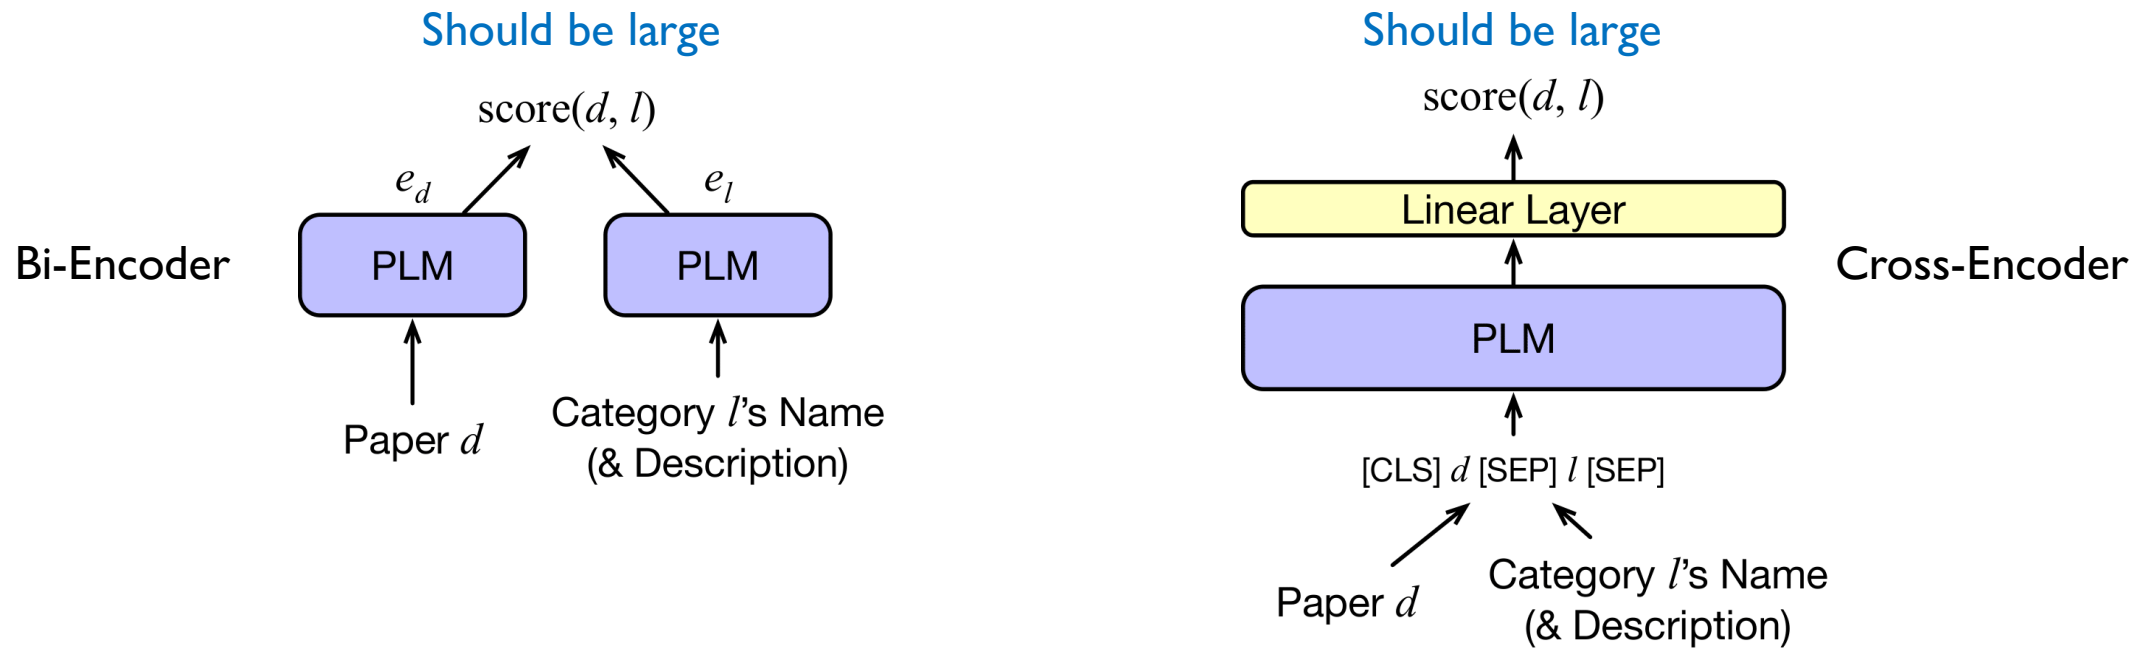 Should be large
score(d, l)
e_d
e_l
Bi-Encoder
PLM
PLM
Paper d
Category l's Name
(& Description)
Should be large
score(d, l)
Linear Layer
Cross-Encoder
PLM
[CLS] d [SEP] l [SEP]
Paper d
Category l's Name
(& Description)